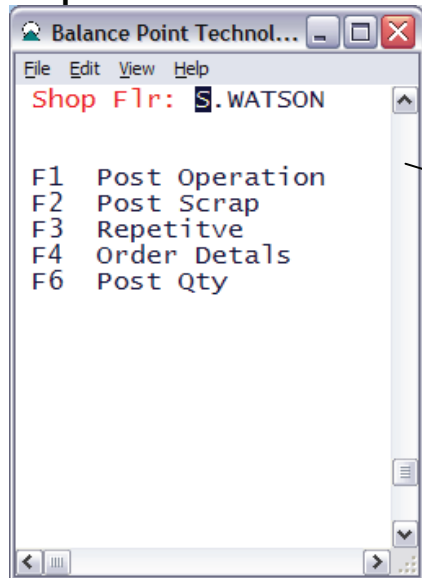 Balance Point Technol...
File Edit View Help
Shop Flr: S.WATSON
F1 Post Operation
F2 Post Scrap
F3 Repetitve
F4 Order Detals
F6 Post Qty